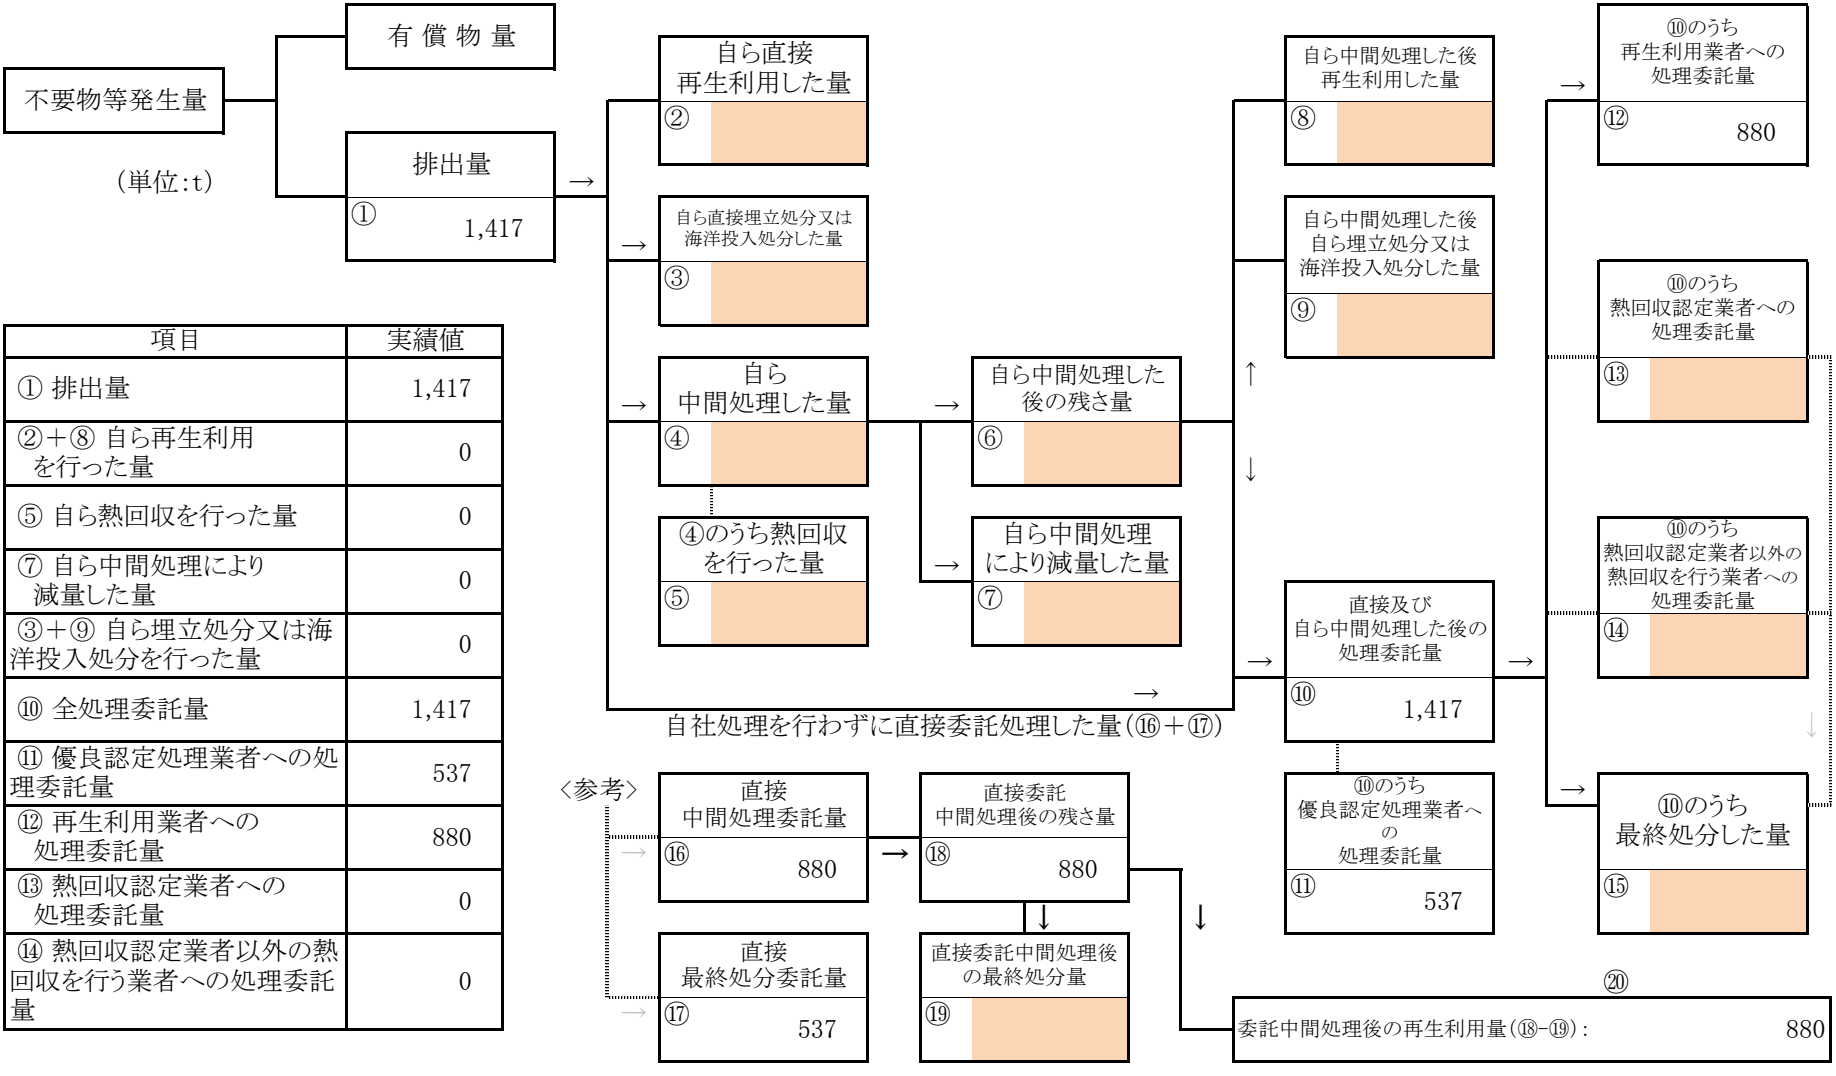 有 償 物 量
不要物等発生量
(単位:t)
排出量
①
1,417
→
自ら直接
再生利用した量
②
→
自ら直接埋立処分又は
海洋投入処分した量
③
→
自ら
中間処理した量
④
④のうち熱回収
を行った量
⑤
→
自ら中間処理した
後の残さ量
⑥
→
自ら中間処理
により減量した量
⑦
自ら中間処理した後
再生利用した量
⑧
自ら中間処理した後
自ら埋立処分又は
海洋投入処分した量
⑨
↑
↓
→
→
自社処理を行わずに直接委託処理した量(⑯+⑰)
直接及び
自ら中間処理した後の
処理委託量
⑩
1,417
⑩のうち
優良認定処理業者へ
の
処理委託量
⑪
537
→
→
⑩のうち
再生利用業者への
処理委託量
⑫
880
⑩のうち
熱回収認定業者への
処理委託量
⑬
⑩のうち
熱回収認定業者以外の
熱回収を行う業者への
処理委託量
⑭
↓
→
⑩のうち
最終処分した量
⑮
項目 実績値
① 排出量 1,417
②+⑧ 自ら再生利用
を行った量
0
⑤ 自ら熱回収を行った量 0
⑦ 自ら中間処理により
減量した量
0
③+⑨ 自ら埋立処分又は海
洋投入処分を行った量
0
⑩ 全処理委託量 1,417
⑪ 優良認定処理業者への処
理委託量
537
⑫ 再生利用業者への
処理委託量
880
⑬ 熱回収認定業者への
処理委託量
0
⑭ 熱回収認定業者以外の熱
回収を行う業者への処理委託
量
0
<参考>
→
直接
中間処理委託量
⑯
880
→
直接委託
中間処理後の残さ量
⑱
880
↓
↓
→
直接
最終処分委託量
⑰
537
直接委託中間処理後
の最終処分量
⑲
⑳
委託中間処理後の再生利用量(⑱-⑲): 880